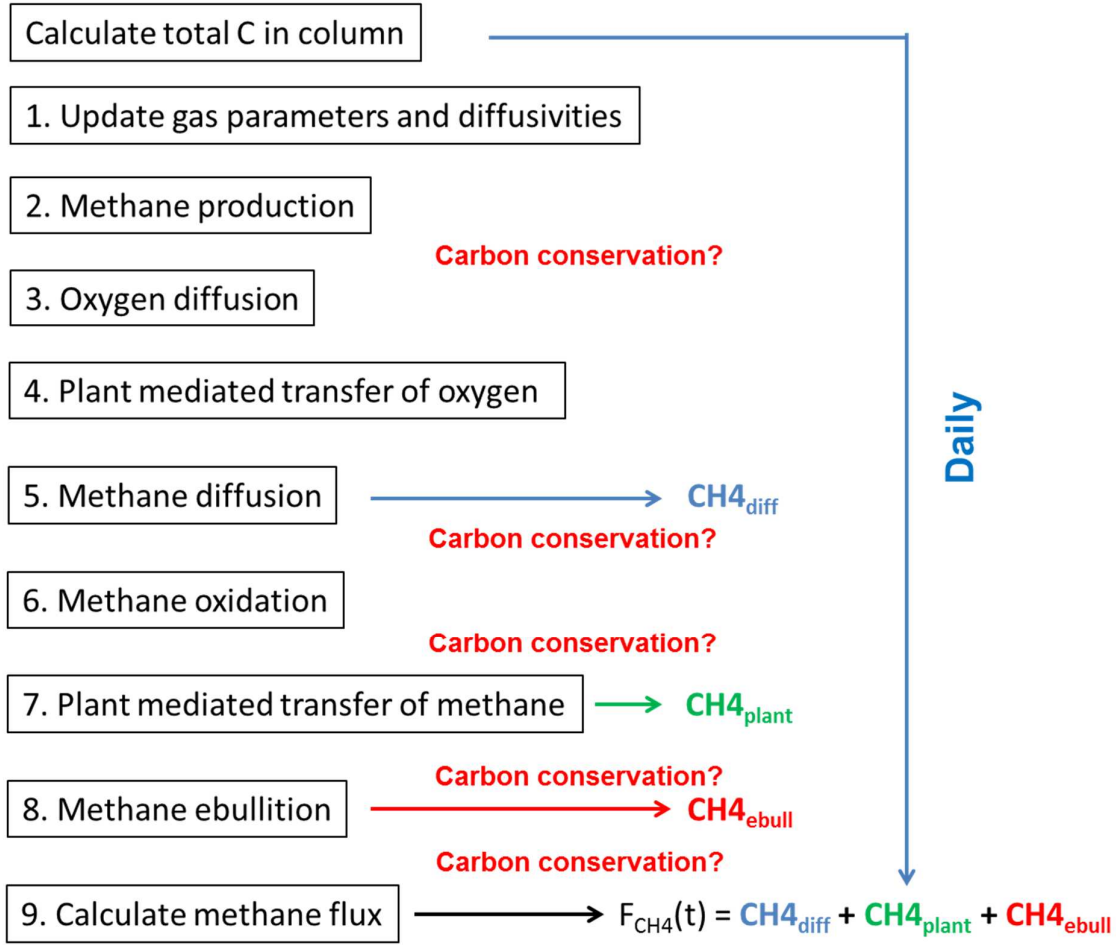 Calculate total C in column
1. Update gas parameters and diffusivities
2. Methane production
Carbon conservation?
3. Oxygen diffusion
4. Plant mediated transfer of oxygen
Daily
5. Methane diffusion
CH4diff
Carbon conservation?
6. Methane oxidation
Carbon conservation?
7. Plant mediated transfer of methane
CH4plant
Carbon conservation?
8. Methane ebullition
CH4ebull
Carbon conservation?
9. Calculate methane flux
FCH4(t) = CH4diff + CH4plant + CH4ebull